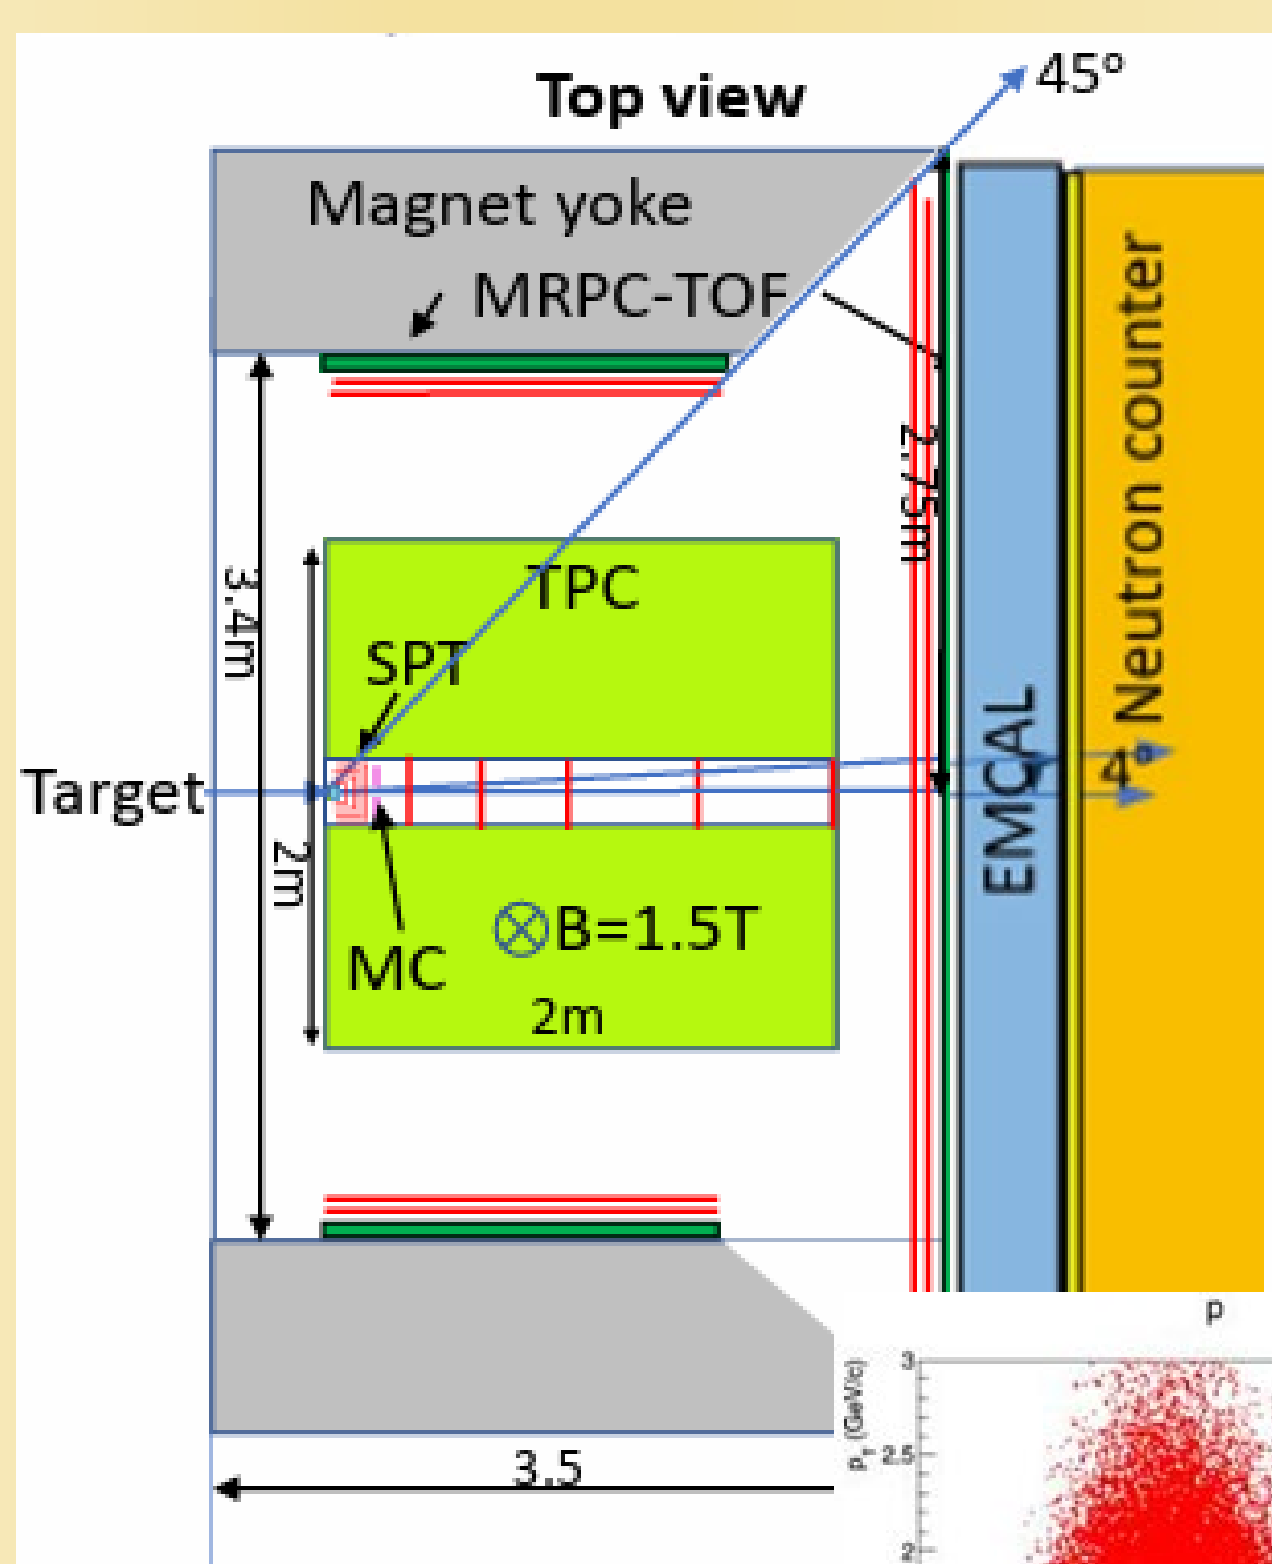 Top view
45°
Magnet yoke
MRPC-TOF
Neutron counter
2.75m
TPC
3.4m
SPT
EMCAL
4°
Target
2m
B=1.5T
MC
2m
3.5
p
p_T (GeV/c)
3
2.5
2